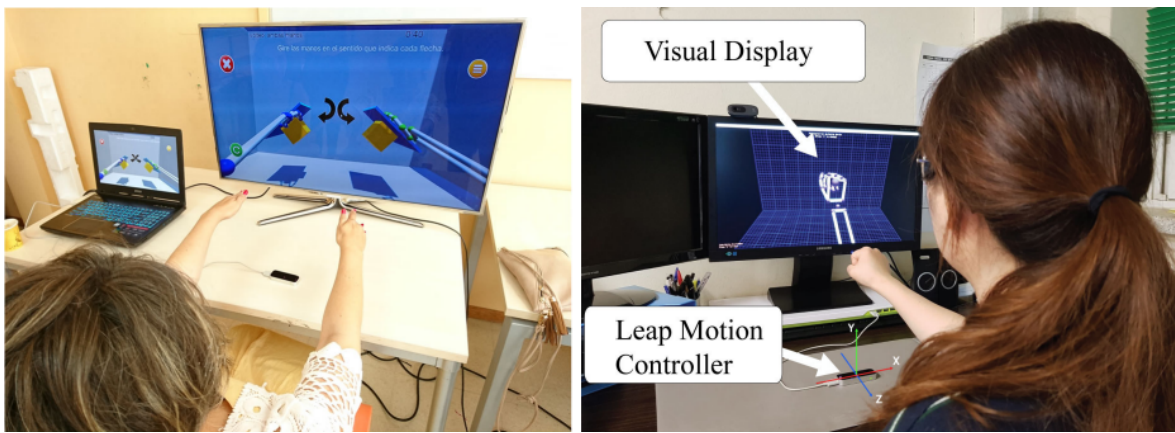 Gire las manos en el sentido que indica cada flecha.
Visual Display
Leap Motion
Controller
Y
X
Z